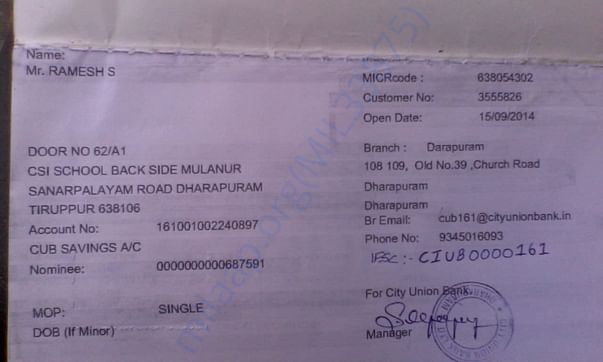 Name:
Mr. RAMESH S
DOOR NO 62/A1
CSI SCHOOL BACK SIDE MULANUR
SANARPALAYAM ROAD DHARAPURAM
TIRUPPUR 638106
Account No: 161001002240897
CUB SAVINGS A/C
Nominee: 0000000000687591
MOP: SINGLE
DOB (If Minor)
MICRcode : 638054302
Customer No: 3555826
Open Date: 15/09/2014
Branch : Darapuram
108 109, Old No.39 ,Church Road
Dharapuram
Dharapuram
Br Email: cub161@cityunionbank.in
Phone No: 9345016093
IFSC :- CIUB0000161
For City Union Bank,
Manager